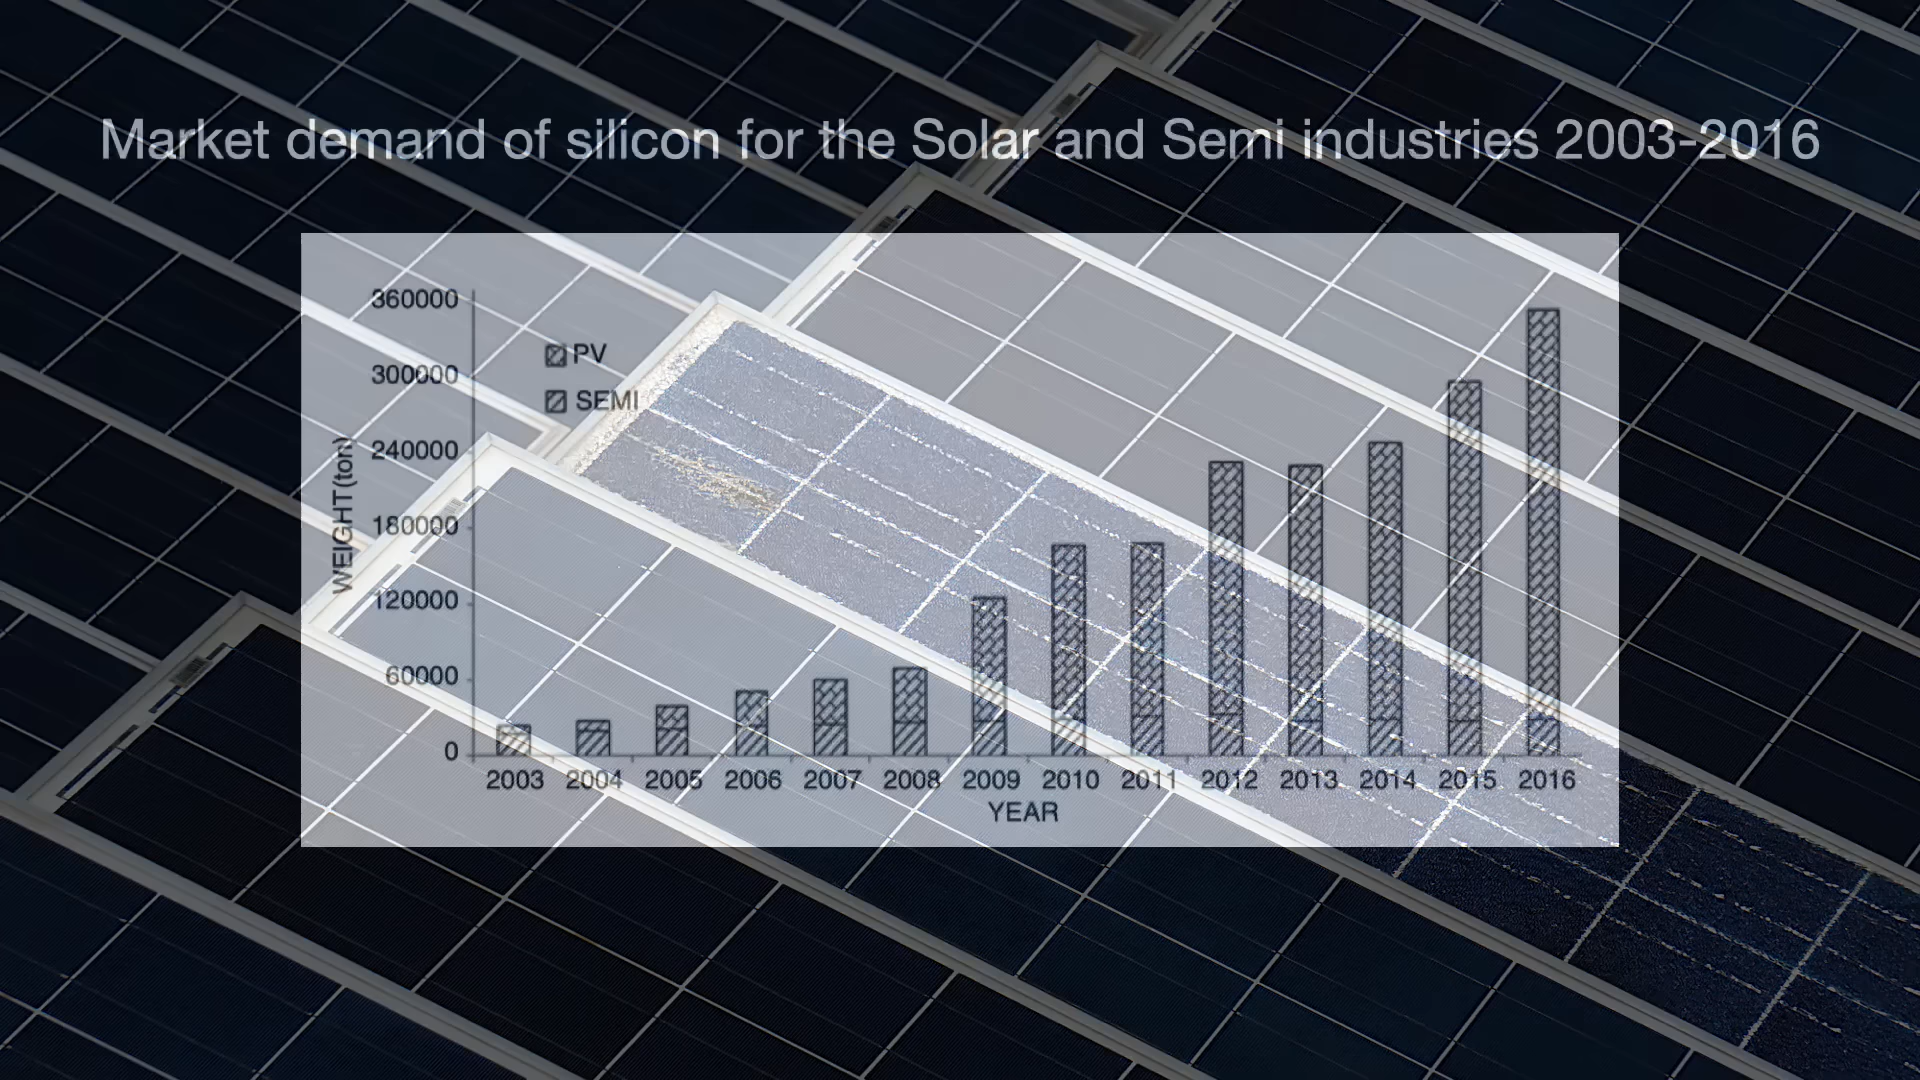 Market demand of silicon for the Solar and Semi industries 2003-2016
360000
PV
300000
SEMI
240000
WEIGHT(ton)
180000
120000
60000
0
2003 2004 2005 2006 2007 2008 2009 2010 2011 2012 2013 2014 2015 2016
YEAR